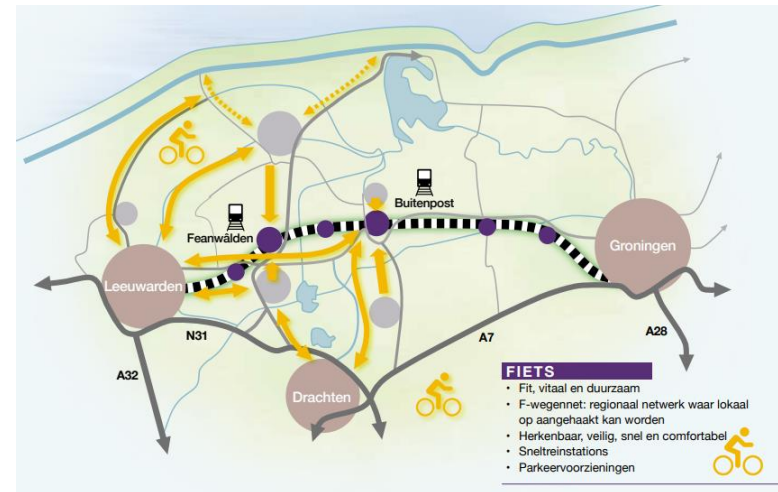 Buitenpost
Feanwâlden
Groningen
Leeuwarden
N31
A7
A28
A32
Drachten
FIETS
• Fit, vitaal en duurzaam
• F-wegennet: regionaal netwerk waar lokaal
op aangehaakt kan worden
• Herkenbaar, veilig, snel en comfortabel
• Sneltreinstations
• Parkeervoorzieningen